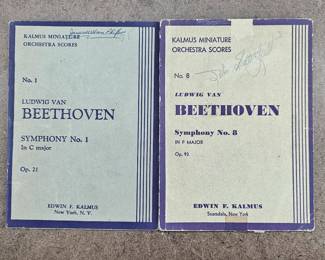 KALMUS MINIATURE
ORCHESTRA SCORES
No. 1
LUDWIG VAN
BEETHOVEN
SYMPHONY No. 1
In C major
Op. 21
EDWIN F. KALMUS
New York, N. Y.
KALMUS MINIATURE
ORCHESTRA SCORES
No. 8
LUDWIG VAN
BEETHOVEN
Symphony No. 8
IN F MAJOR
Op. 93
EDWIN F. KALMUS
Scarsdale, New York